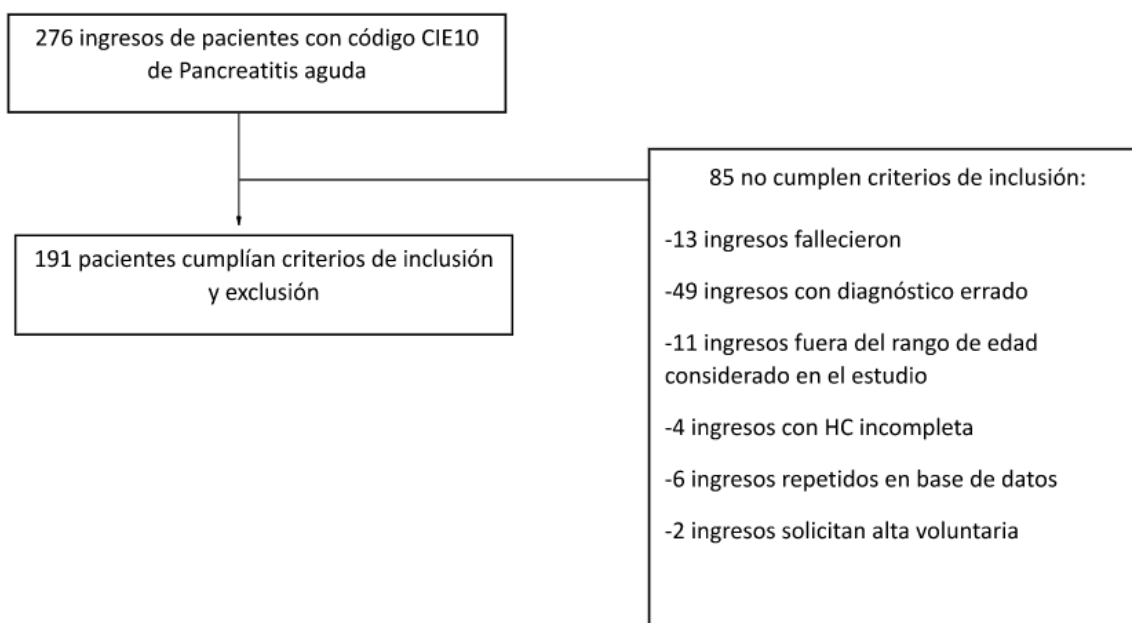 276 ingresos de pacientes con código CIE10
de Pancreatitis aguda
85 no cumplen criterios de inclusión:
-13 ingresos fallecieron
-49 ingresos con diagnóstico errado
-11 ingresos fuera del rango de edad
considerado en el estudio
-4 ingresos con HC incompleta
-6 ingresos repetidos en base de datos
-2 ingresos solicitan alta voluntaria
191 pacientes cumplían criterios de inclusión
y exclusión